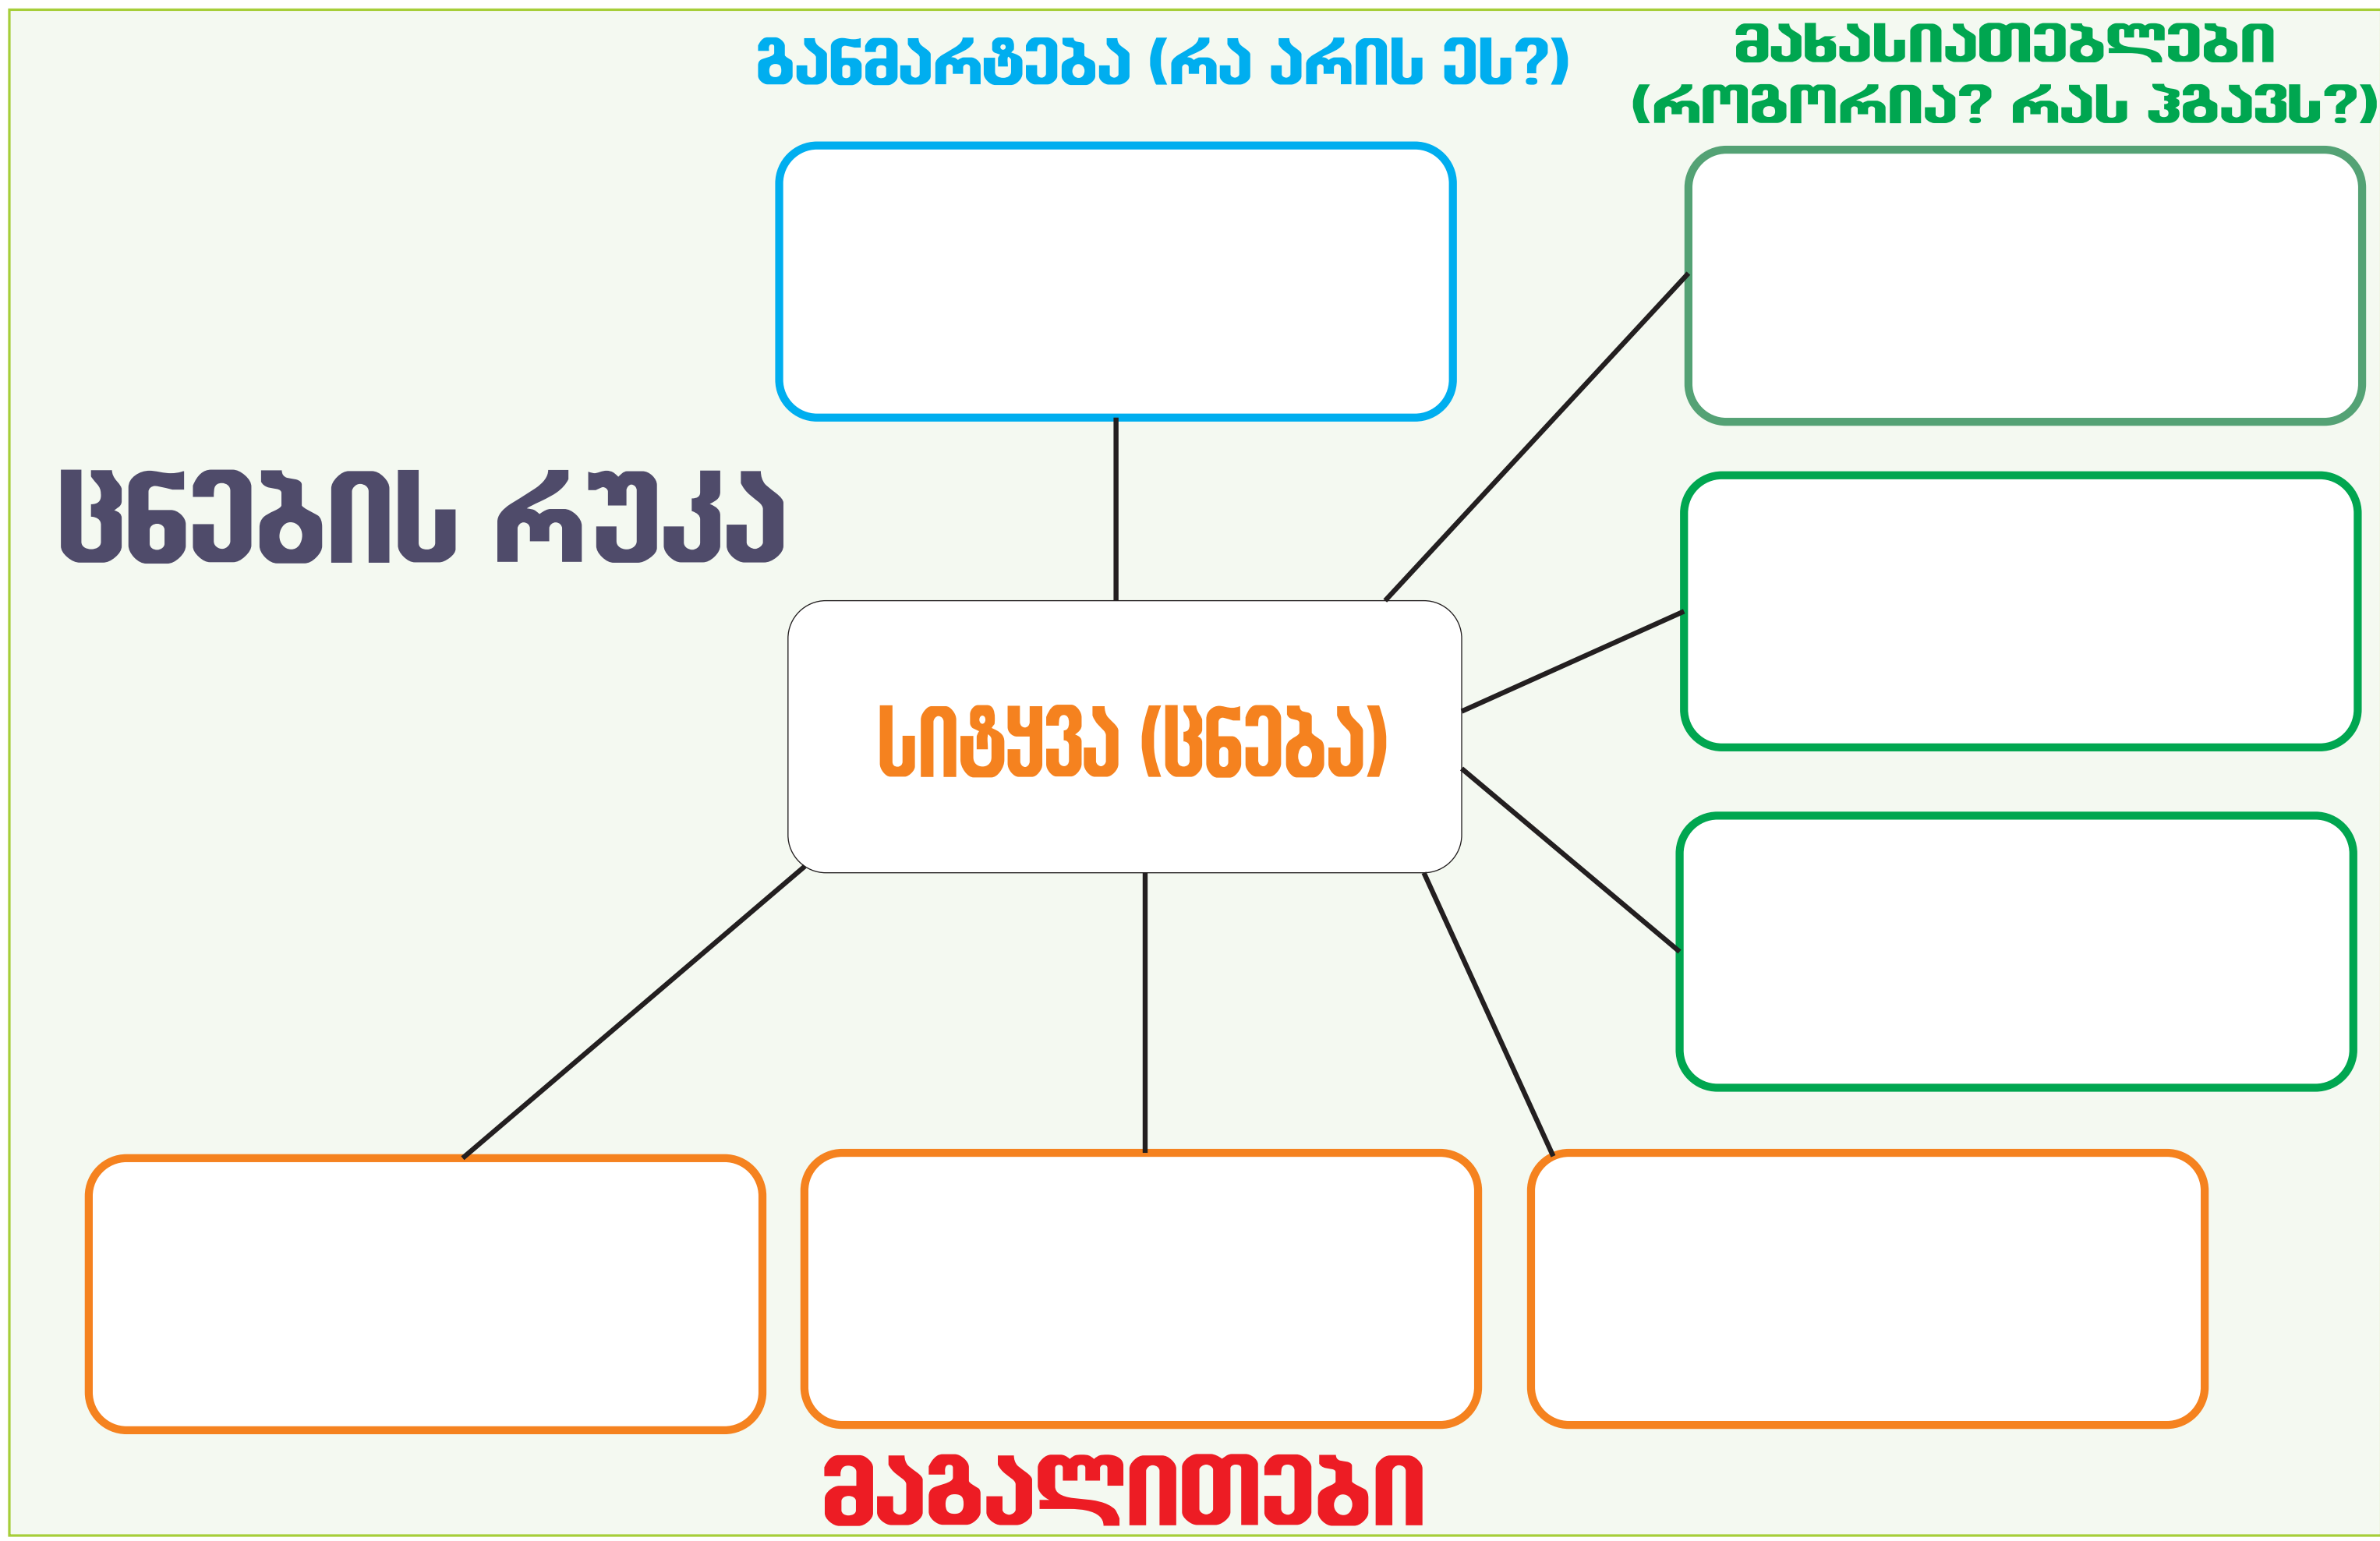 განმარტება (რა არის ეს?)
მახასიათებლები
(როგორია? რას ჰგავს?)
ცნების რუკა
სიტყვა (ცნება)
მაგალითები